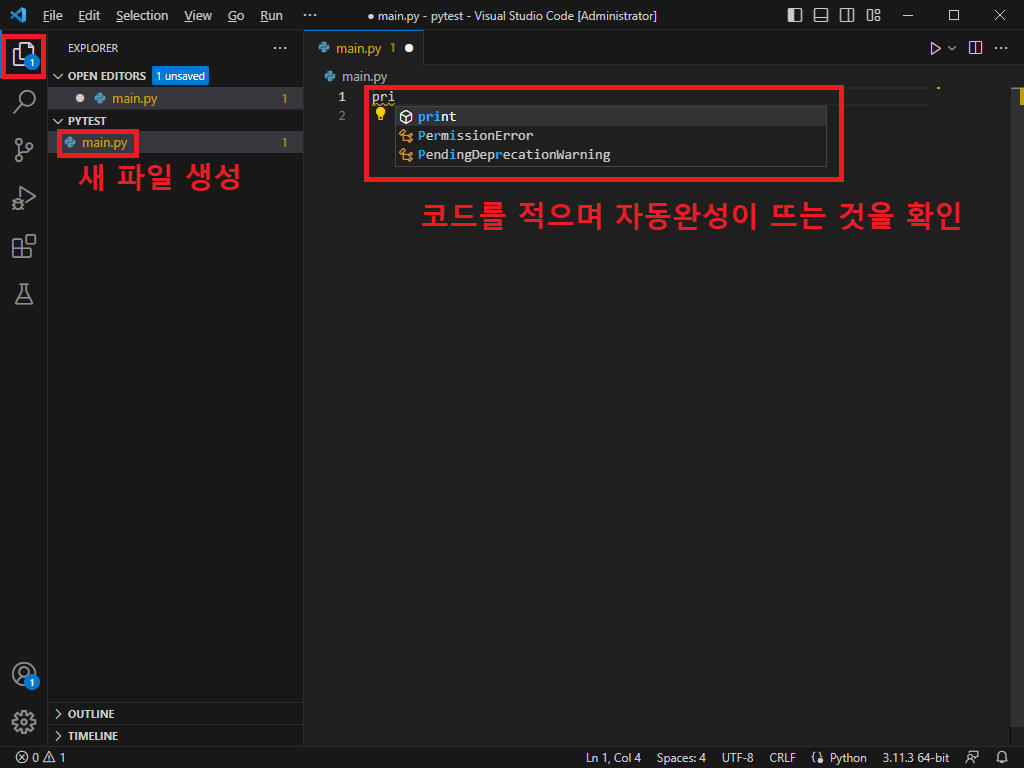 File Edit Selection View Go Run ··· ● main.py - pytest - Visual Studio Code [Administrator]
1
EXPLORER ···
OPEN EDITORS 1 unsaved
● main.py 1
PYTEST
main.py 1
새 파일 생성
main.py 1 ●
···
main.py
1 pri
2
print
PermissionError
PendingDeprecationWarning
코드를 적으며 자동완성이 뜨는 것을 확인
1
OUTLINE
TIMELINE
0 1 Ln 1, Col 4 Spaces: 4 UTF-8 CRLF Python 3.11.3 64-bit